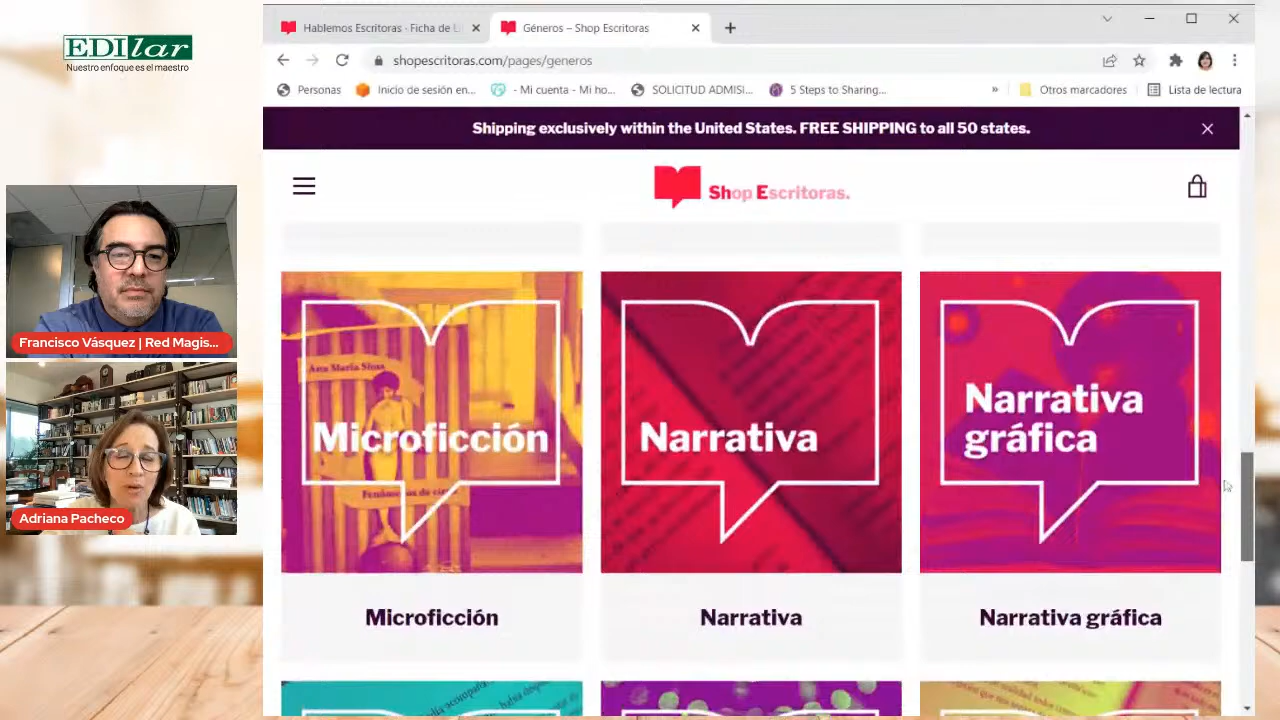 EDIlar
Nuestro enfoque es el maestro
Francisco Vásquez | Red Magis...
Adriana Pacheco
Hablemos Escritoras - Ficha de E
Géneros – Shop Escritoras
shopescritoras.com/pages/generos
Personas
Inicio de sesión en...
- Mi cuenta - Mi ho...
SOLICITUD ADMISI...
5 Steps to Sharing...
»
Otros marcadores
Lista de lectura
Shipping exclusively within the United States. FREE SHIPPING to all 50 states.
Shop Escritoras.
Ana María Shua
Microficción
Fenómenos de circo
Narrativa
Narrativa
gráfica
Microficción
Narrativa
Narrativa gráfica